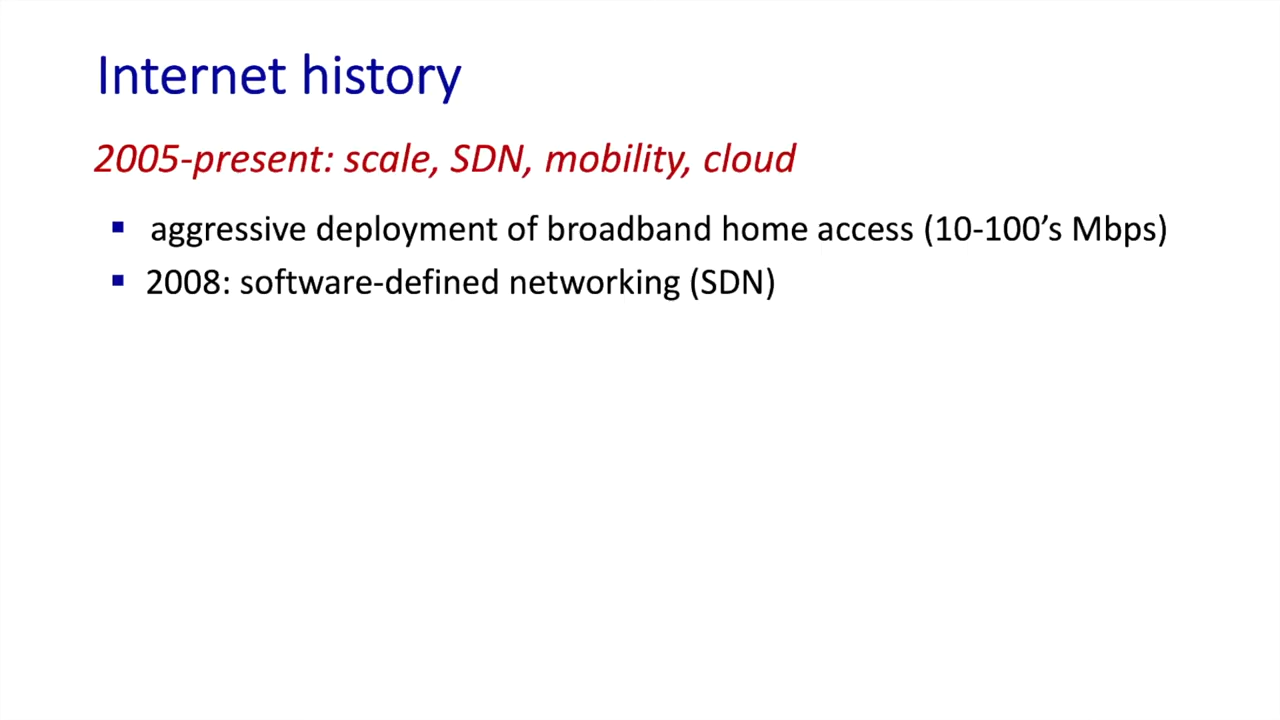 Internet history
2005-present: scale, SDN, mobility, cloud
▪ aggressive deployment of broadband home access (10-100’s Mbps)
▪ 2008: software-defined networking (SDN)